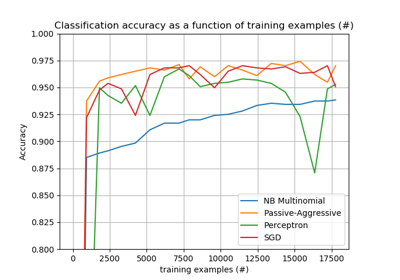 Classification accuracy as a function of training examples (#)
1.000
0.975
0.950
0.925
0.900
0.875
0.850
0.825
0.800
Accuracy
NB Multinomial
Passive-Aggressive
Perceptron
SGD
0 2500 5000 7500 10000 12500 15000 17500
training examples (#)